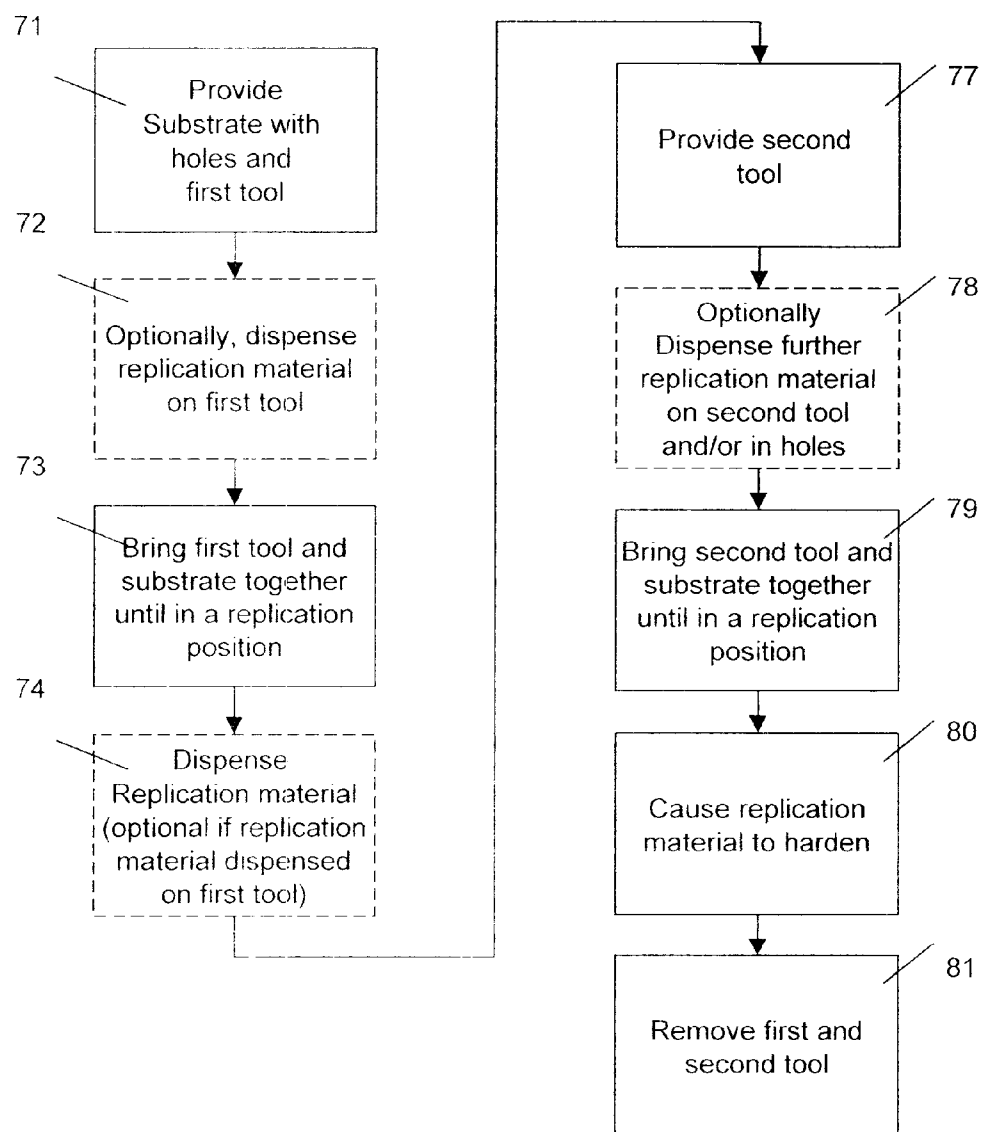 71
Provide
Substrate with
holes and
first tool
72
Optionally, dispense
replication material
on first tool
73
Bring first tool and
substrate together
until in a replication
position
74
Dispense
Replication material
(optional if replication
material dispensed
on first tool)
77
Provide second
tool
78
Optionally
Dispense further
replication material
on second tool
and/or in holes
79
Bring second tool and
substrate together
until in a replication
position
80
Cause replication
material to harden
81
Remove first and
second tool